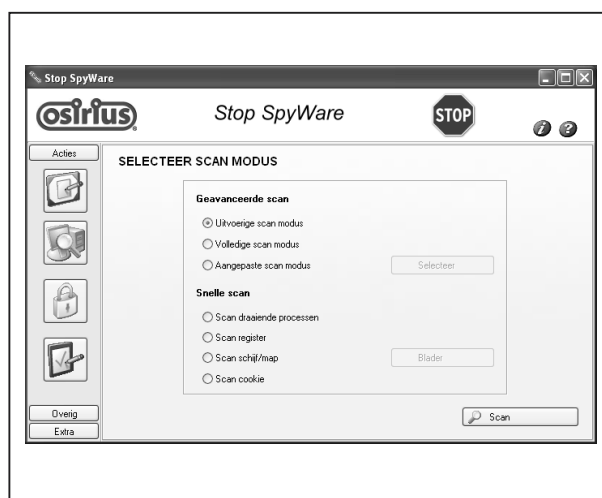 Stop SpyWare
osirius
Stop SpyWare
STOP
i ?
Acties
SELECTEER SCAN MODUS
Geavanceerde scan
Uitvoerige scan modus
Volledige scan modus
Aangepaste scan modus
Selecteer
Snelle scan
Scan draaiende processen
Scan register
Scan schijf/map
Blader
Scan cookie
Overig
Extra
Scan